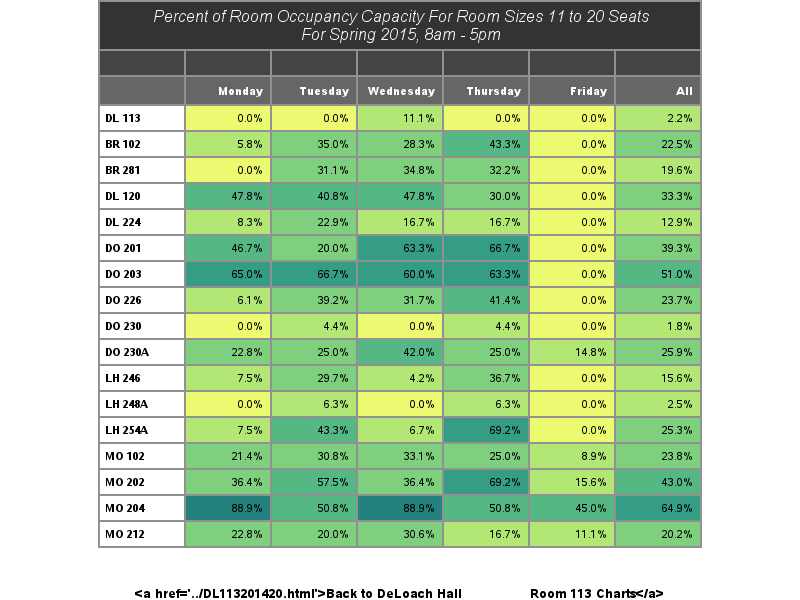 Percent of Room Occupancy Capacity For Room Sizes 11 to 20 Seats
For Spring 2015, 8am - 5pm
Monday Tuesday Wednesday Thursday Friday All
DL 113 0.0% 0.0% 11.1% 0.0% 0.0% 2.2%
BR 102 5.8% 35.0% 28.3% 43.3% 0.0% 22.5%
BR 281 0.0% 31.1% 34.8% 32.2% 0.0% 19.6%
DL 120 47.8% 40.8% 47.8% 30.0% 0.0% 33.3%
DL 224 8.3% 22.9% 16.7% 16.7% 0.0% 12.9%
DO 201 46.7% 20.0% 63.3% 66.7% 0.0% 39.3%
DO 203 65.0% 66.7% 60.0% 63.3% 0.0% 51.0%
DO 226 6.1% 39.2% 31.7% 41.4% 0.0% 23.7%
DO 230 0.0% 4.4% 0.0% 4.4% 0.0% 1.8%
DO 230A 22.8% 25.0% 42.0% 25.0% 14.8% 25.9%
LH 246 7.5% 29.7% 4.2% 36.7% 0.0% 15.6%
LH 248A 0.0% 6.3% 0.0% 6.3% 0.0% 2.5%
LH 254A 7.5% 43.3% 6.7% 69.2% 0.0% 25.3%
MO 102 21.4% 30.8% 33.1% 25.0% 8.9% 23.8%
MO 202 36.4% 57.5% 36.4% 69.2% 15.6% 43.0%
MO 204 88.9% 50.8% 88.9% 50.8% 45.0% 64.9%
MO 212 22.8% 20.0% 30.6% 16.7% 11.1% 20.2%
<a href='../DL113201420.html'>Back to DeLoach Hall Room 113 Charts</a>